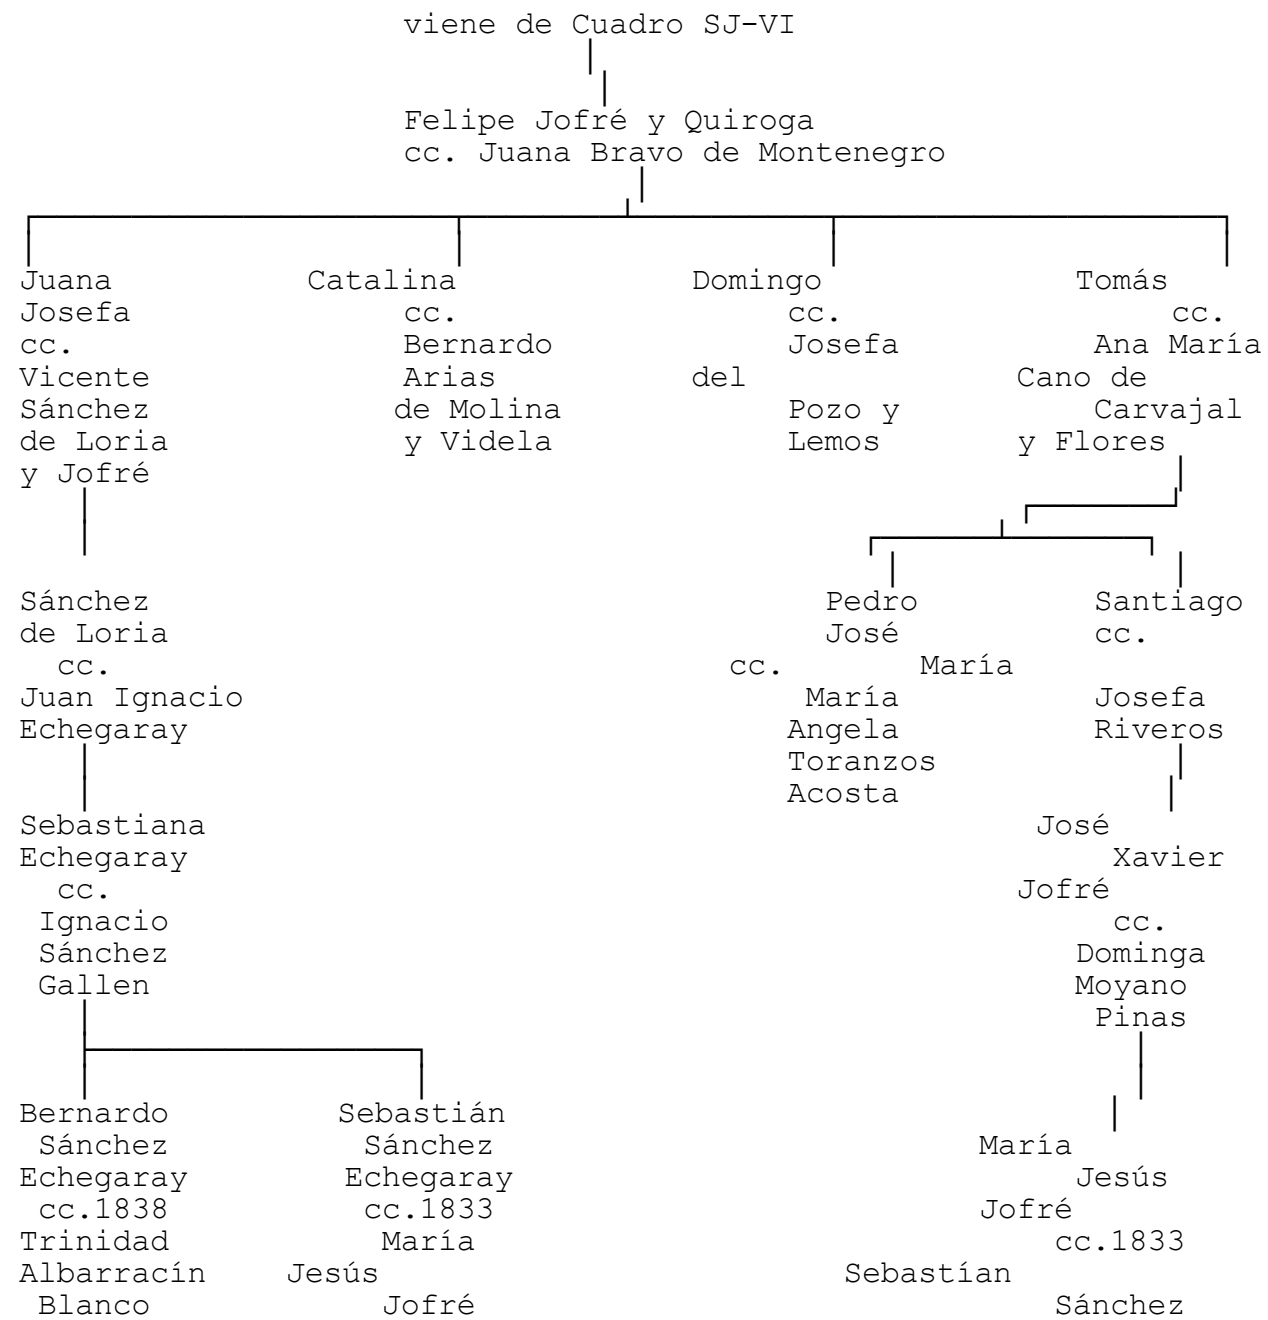 viene de Cuadro SJ-VI
Felipe Jofré y Quiroga
cc. Juana Bravo de Montenegro
Juana Catalina Domingo Tomás
Josefa cc. cc. cc.
cc. Bernardo Josefa Ana María
Vicente Arias del Cano de
Sánchez de Molina Pozo y Carvajal
de Loria y Videla Lemos y Flores
y Jofré
Sánchez Pedro Santiago
de Loria José cc.
cc. cc. María
Juan Ignacio María Josefa
Echegaray Angela Riveros
Toranzos
Acosta
Sebastiana José
Echegaray Xavier
cc. Jofré
Ignacio cc.
Sánchez Dominga
Gallen Moyano
Pinas
Bernardo Sebastián
Sánchez Sánchez María
Echegaray Echegaray Jesús
cc.1838 cc.1833 Jofré
Trinidad María cc.1833
Albarracín Jesús Sebastían
Blanco Jofré Sánchez